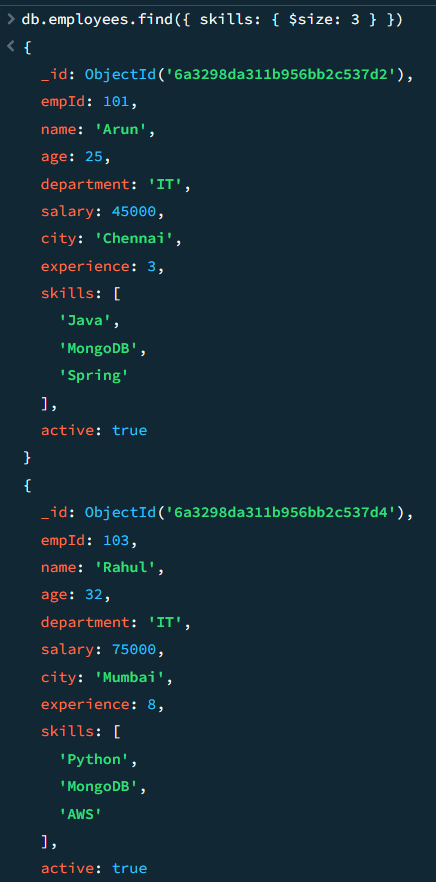 > db.employees.find({ skills: { $size: 3 } })
< {
_id: ObjectId('6a3298da311b956bb2c537d2'),
empId: 101,
name: 'Arun',
age: 25,
department: 'IT',
salary: 45000,
city: 'Chennai',
experience: 3,
skills: [
'Java',
'MongoDB',
'Spring'
],
active: true
}
{
_id: ObjectId('6a3298da311b956bb2c537d4'),
empId: 103,
name: 'Rahul',
age: 32,
department: 'IT',
salary: 75000,
city: 'Mumbai',
experience: 8,
skills: [
'Python',
'MongoDB',
'AWS'
],
active: true